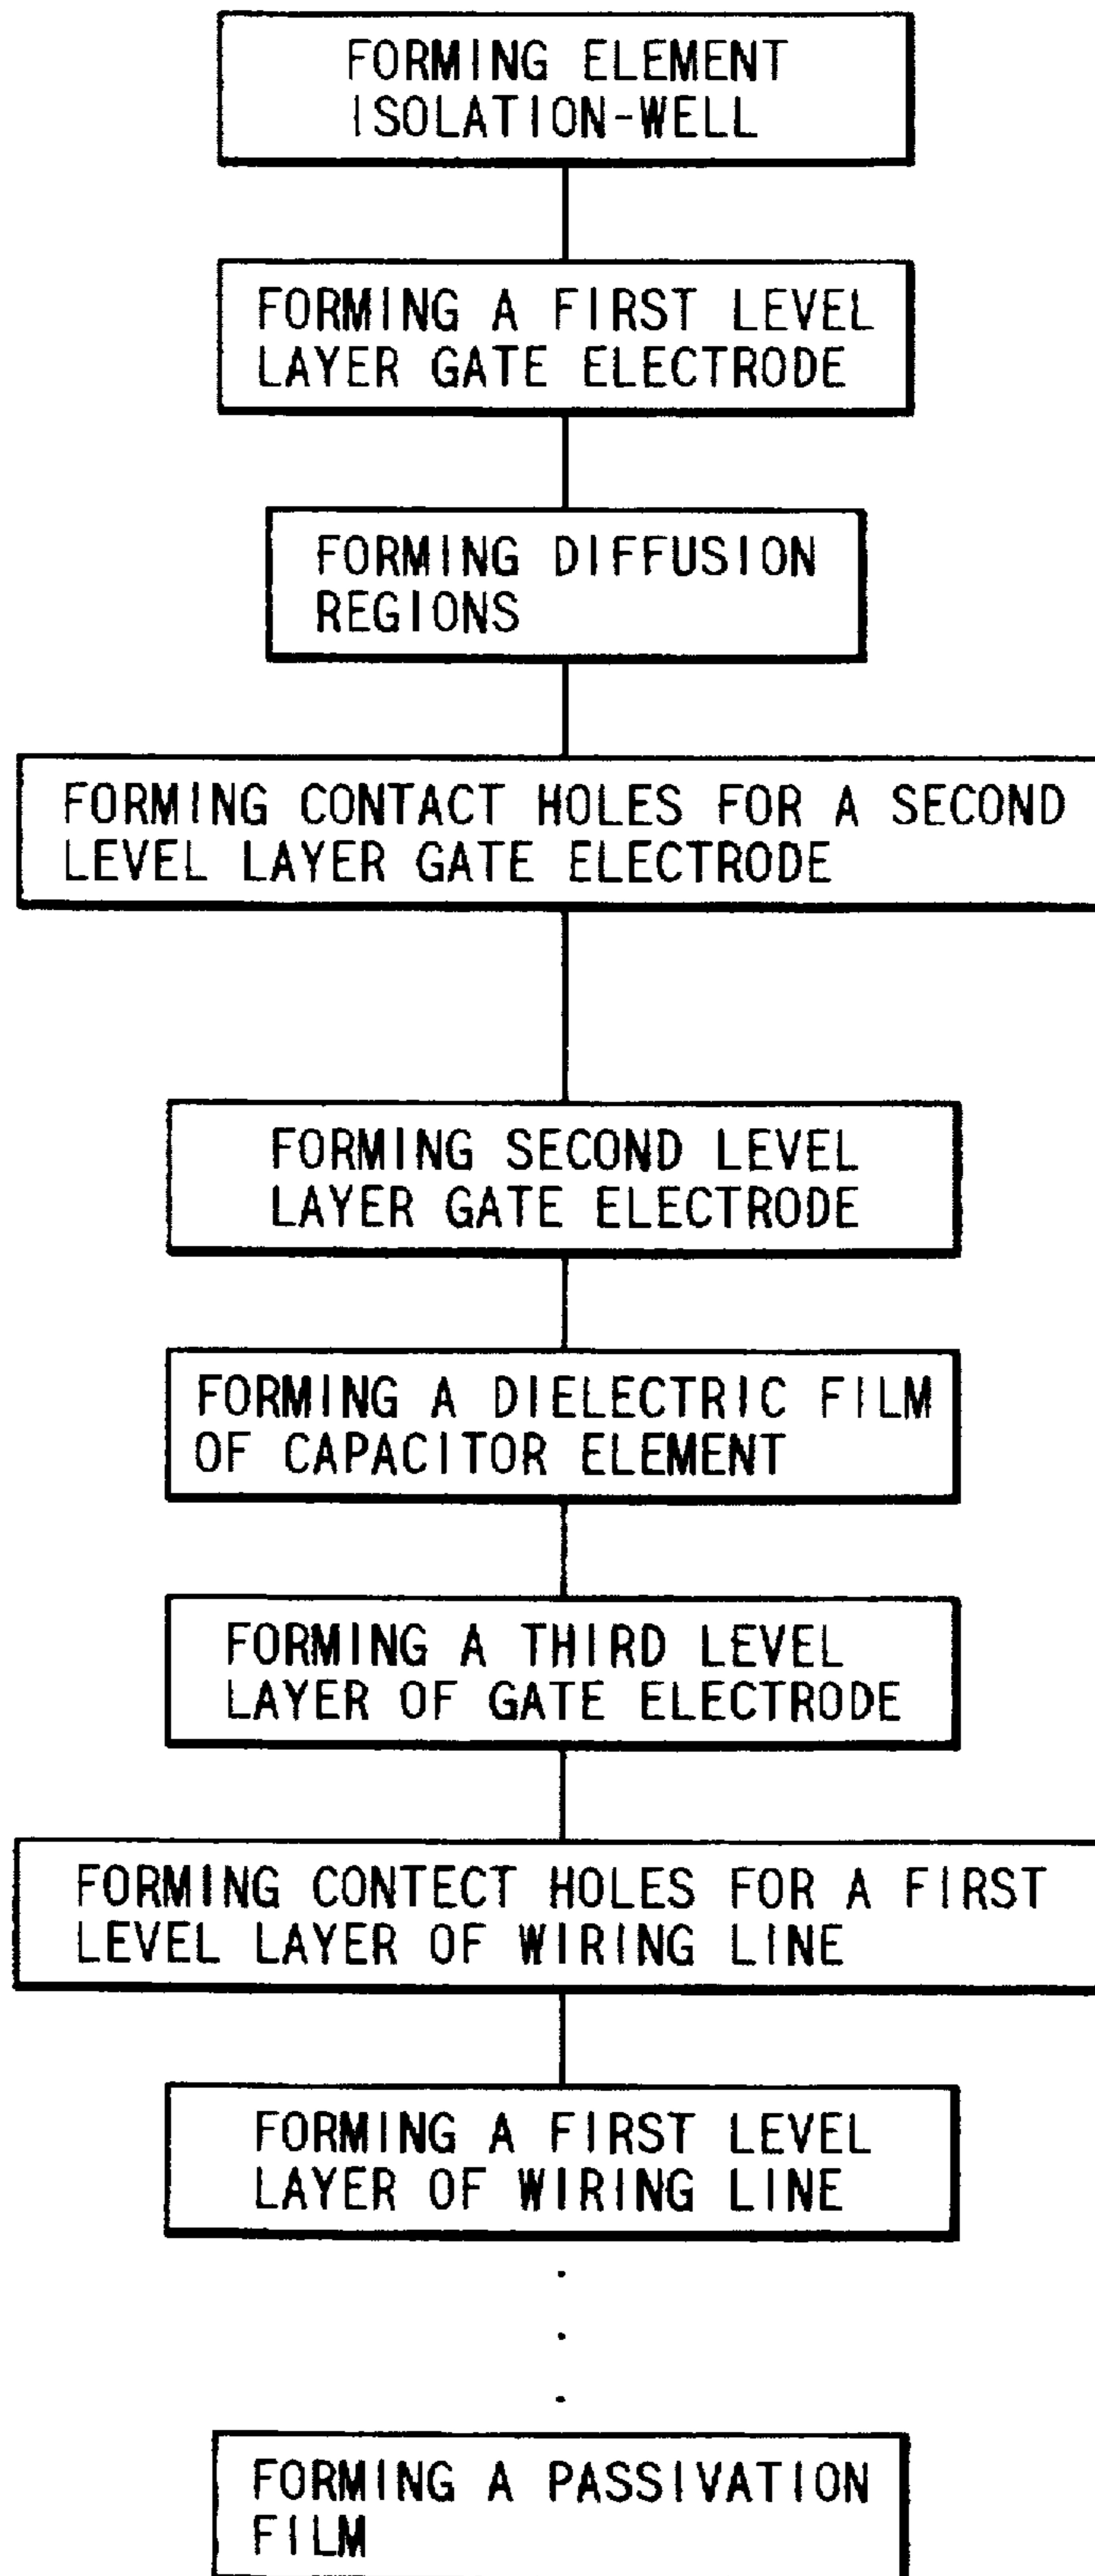 FORMING ELEMENT
ISOLATION-WELL
FORMING A FIRST LEVEL
LAYER GATE ELECTRODE
FORMING DIFFUSION
REGIONS
FORMING CONTACT HOLES FOR A SECOND
LEVEL LAYER GATE ELECTRODE
FORMING SECOND LEVEL
LAYER GATE ELECTRODE
FORMING A DIELECTRIC FILM
OF CAPACITOR ELEMENT
FORMING A THIRD LEVEL
LAYER OF GATE ELECTRODE
FORMING CONTECT HOLES FOR A FIRST
LEVEL LAYER OF WIRING LINE
FORMING A FIRST LEVEL
LAYER OF WIRING LINE
FORMING A PASSIVATION
FILM